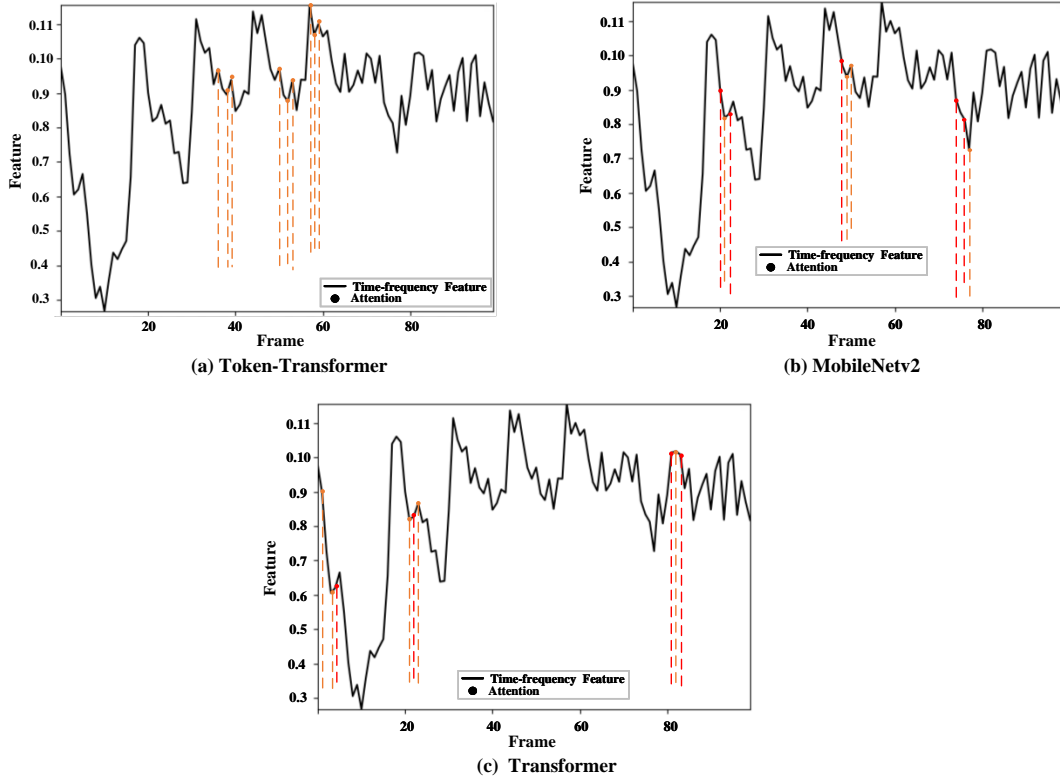 0.11
0.10
0.9
0.8
0.7
0.6
0.5
0.4
0.3
Feature
20
40
60
80
Frame
Time-frequency Feature
Attention
(a) Token-Transformer
0.11
0.10
0.9
0.8
0.7
0.6
0.5
0.4
0.3
Feature
20
40
60
80
Frame
Time-frequency Feature
Attention
(b) MobileNetv2
0.11
0.10
0.9
0.8
0.7
0.6
0.5
0.4
0.3
Feature
20
40
60
80
Frame
Time-frequency Feature
Attention
(c) Transformer